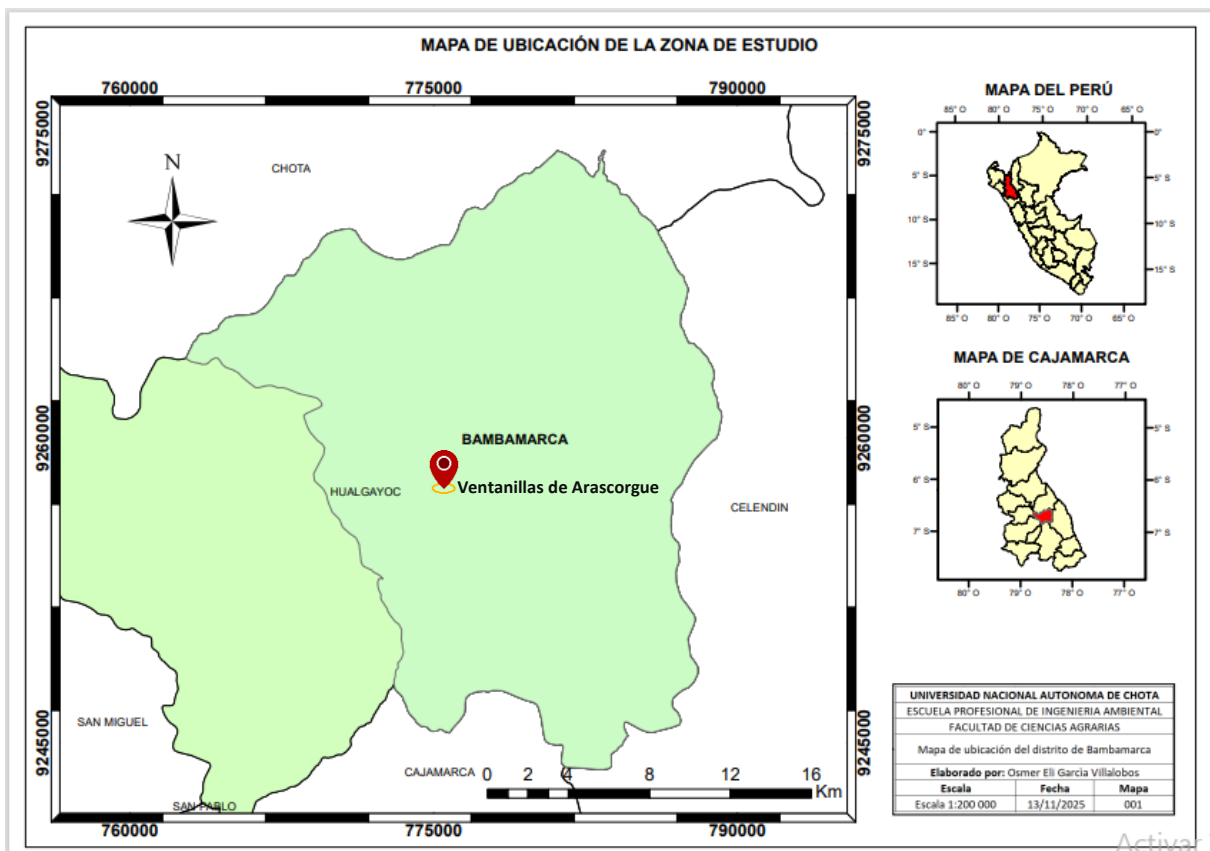 MAPA DE UBICACIÓN DE LA ZONA DE ESTUDIO
760000 775000 790000
9275000 9275000
N
CHOTA
9260000 9260000
BAMBAMARCA
HUALGAYOC
Ventanillas de Arascorgue
CELENDIN
9245000 9245000
SAN MIGUEL
CAJAMARCA
SAN PABLO
0 2 4 8 12 16
Km
760000 775000 790000
MAPA DEL PERÚ
85° O 80° O 75° O 70° O 65° O
0° 0°
5° S 5° S
10° S 10° S
15° S 15° S
85° O 80° O 75° O 70° O 65° O
MAPA DE CAJAMARCA
80° O 79° O 78° O 77° O
5° S 5° S
6° S 6° S
7° S 7° S
80° O 79° O 78° O 77° O
UNIVERSIDAD NACIONAL AUTONOMA DE CHOTA
ESCUELA PROFESIONAL DE INGENIERIA AMBIENTAL
FACULTAD DE CIENCIAS AGRARIAS
Mapa de ubicación del distrito de Bambamarca
Elaborado por: Osmer Eli Garcia Villalobos
Escala Fecha Mapa
Escala 1:200 000 13/11/2025 001
Activar